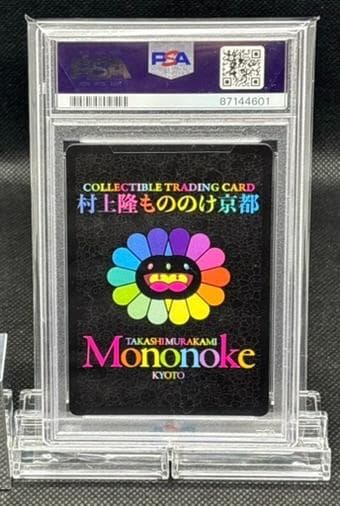 PSA
87144601
COLLECTIBLE TRADING CARD
村上隆もののけ京都
TAKASHI MURAKAMI
Mononoke
KYOTO